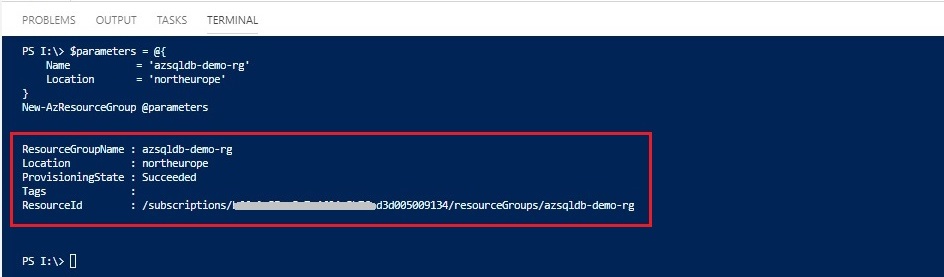 PROBLEMS OUTPUT TASKS TERMINAL
PS I:\> $parameters = @{
    Name          = 'azsqldb-demo-rg'
    Location      = 'northeurope'
}
New-AzResourceGroup @parameters
ResourceGroupName : azsqldb-demo-rg
Location          : northeurope
ProvisioningState : Succeeded
Tags              :
ResourceId        : /subscriptions/d3d005009134/resourceGroups/azsqldb-demo-rg
PS I:\>